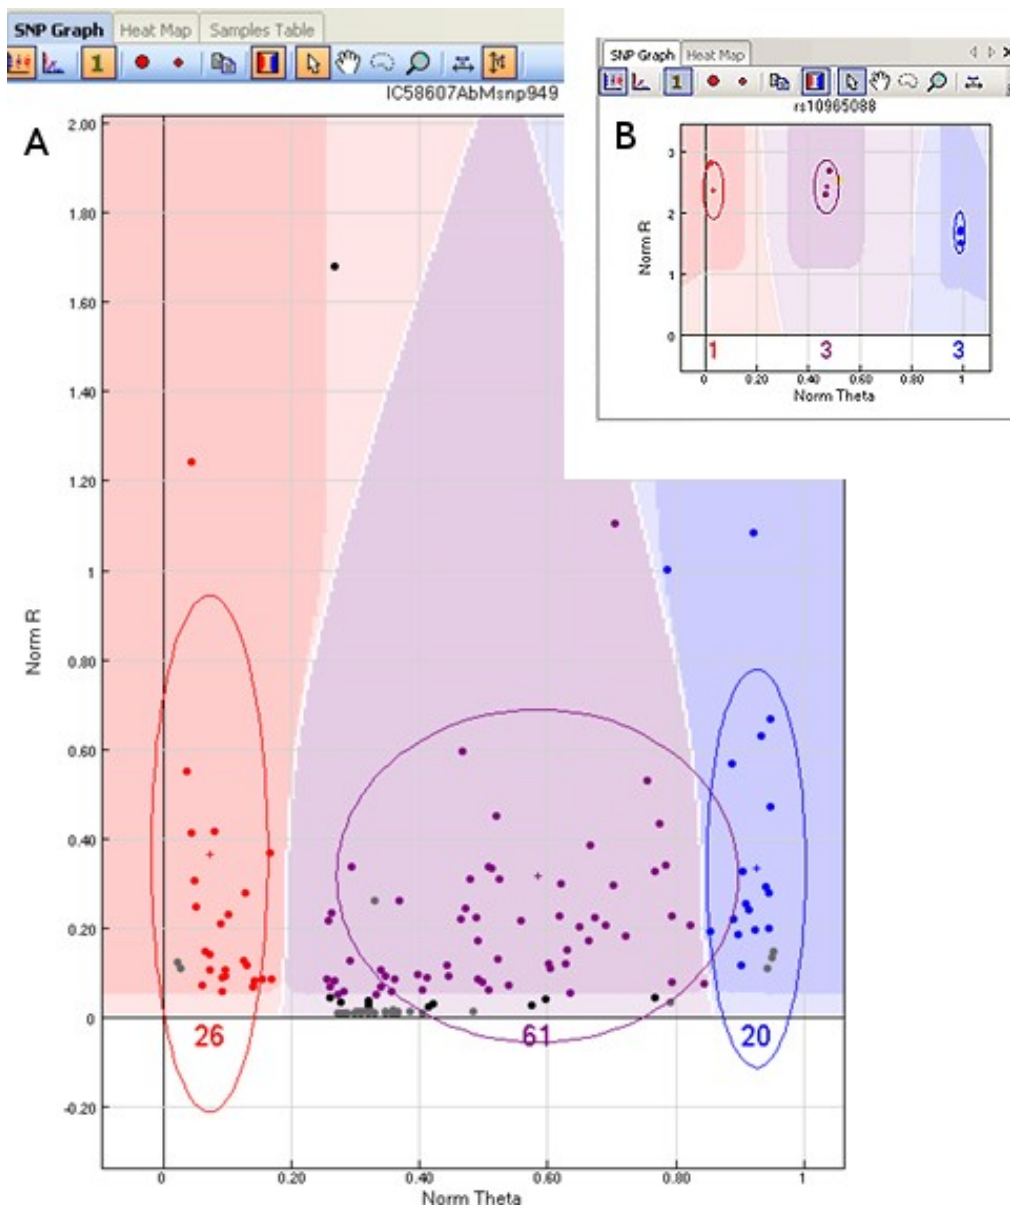 SNP Graph Heat Map Samples Table
1
IC58607AbMsnp949
A
2.00
1.80
1.60
1.40
1.20
1
0.80
0.60
0.40
0.20
0
-0.20
Norm R
26 61 20
0 0.20 0.40 0.60 0.80 1
Norm Theta
SNP Graph Heat Map
1
rs10965088
B
3
2
1
0
Norm R
1 3 3
0 0.20 0.40 0.60 0.80 1
Norm Theta